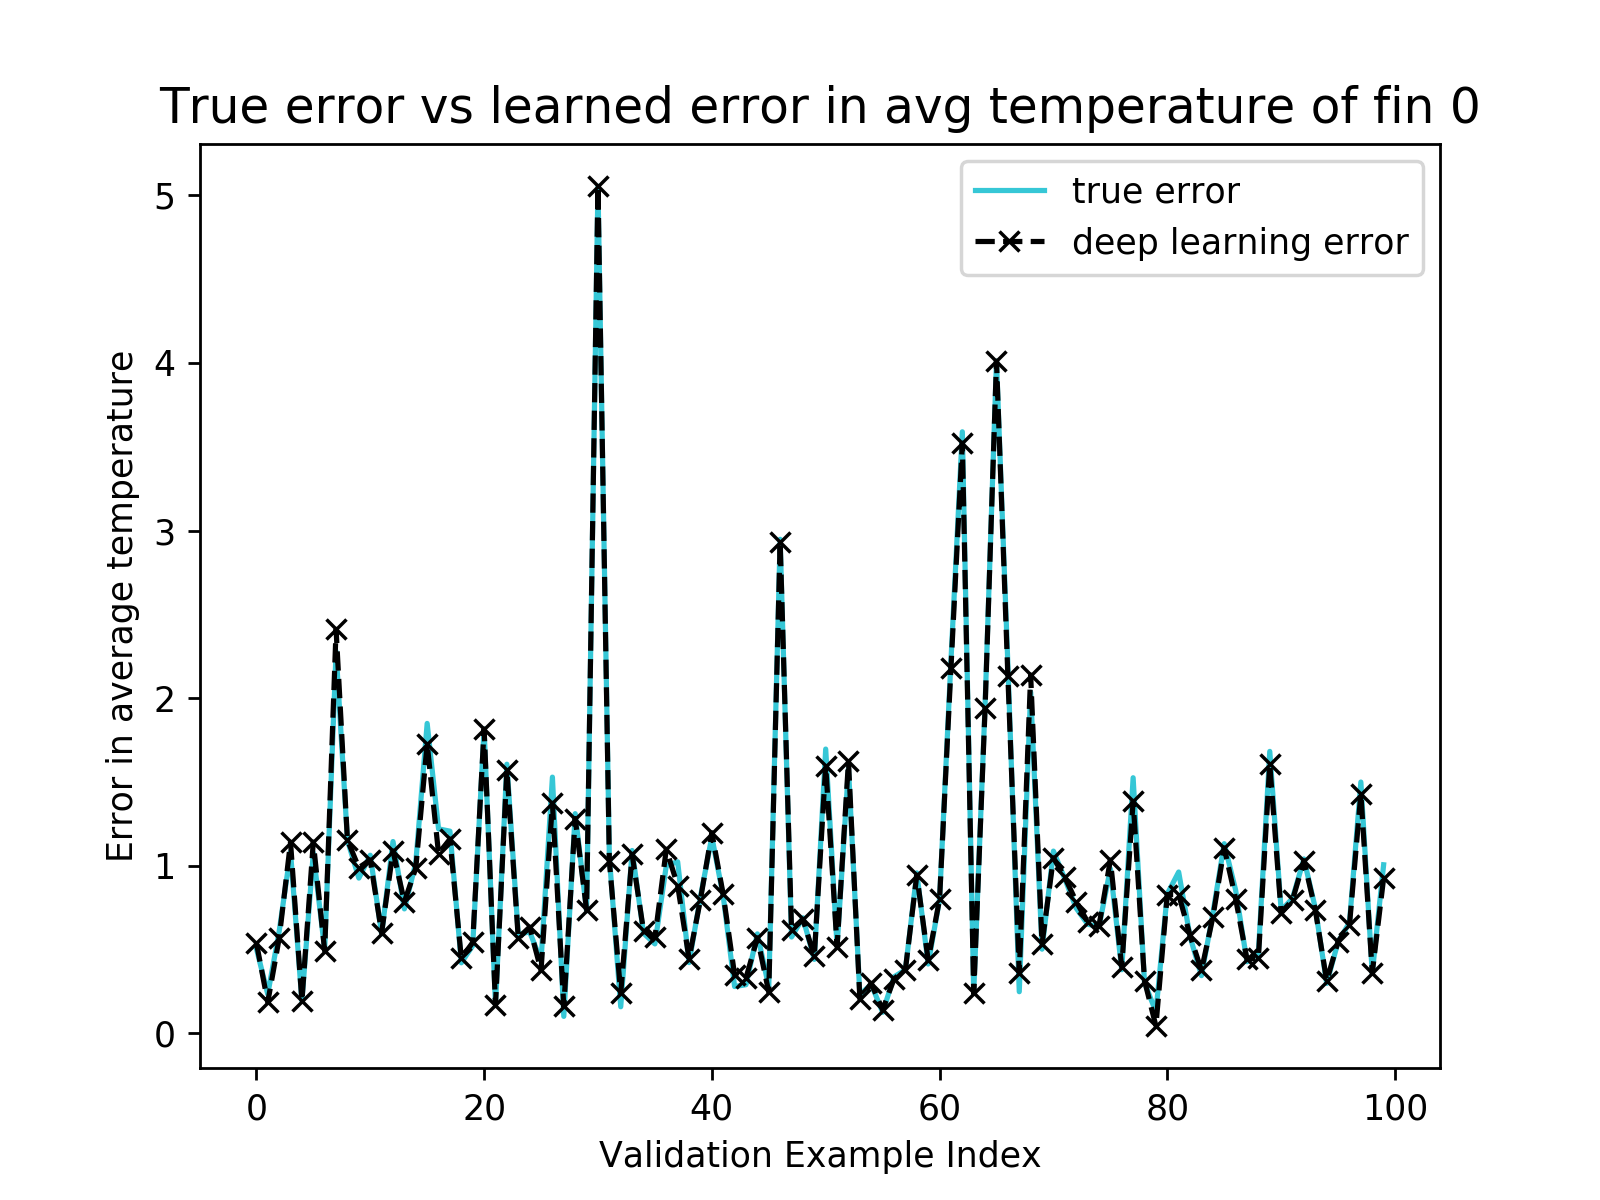 True error vs learned error in avg temperature of fin 0
true error
deep learning error
Error in average temperature
5
4
3
2
1
0
0 20 40 60 80 100
Validation Example Index